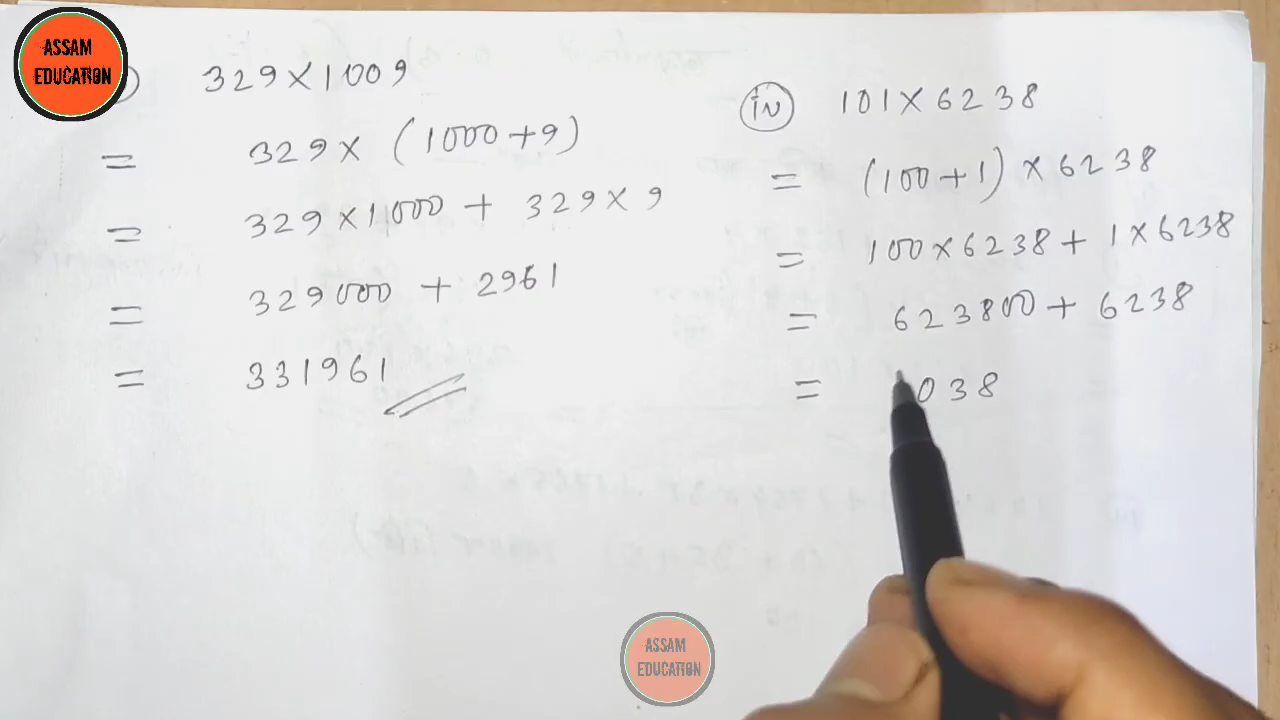 ASSAM
EDUCATION
329×1009
= 329× (1000+9)
= 329×1000 + 329×9
= 329000 + 2961
= 331961
(iv) 101×6238
= (100+1) ×6238
= 100×6238+ 1×6238
= 623800+ 6238
= 038
ASSAM
EDUCATION